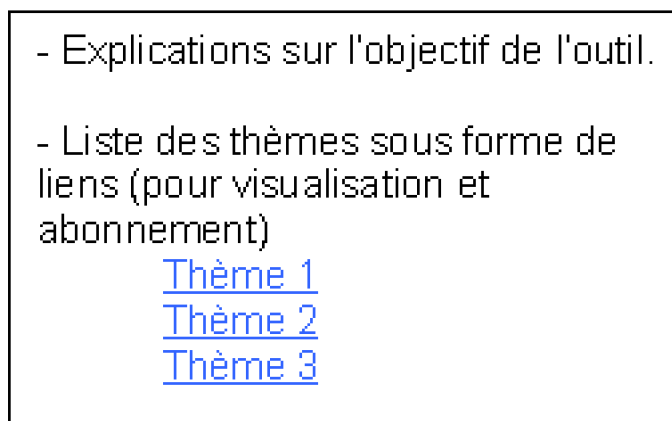 - Explications sur l'objectif de l'outil.
- Liste des thèmes sous forme de
liens (pour visualisation et
abonnement)
Thème 1
Thème 2
Thème 3